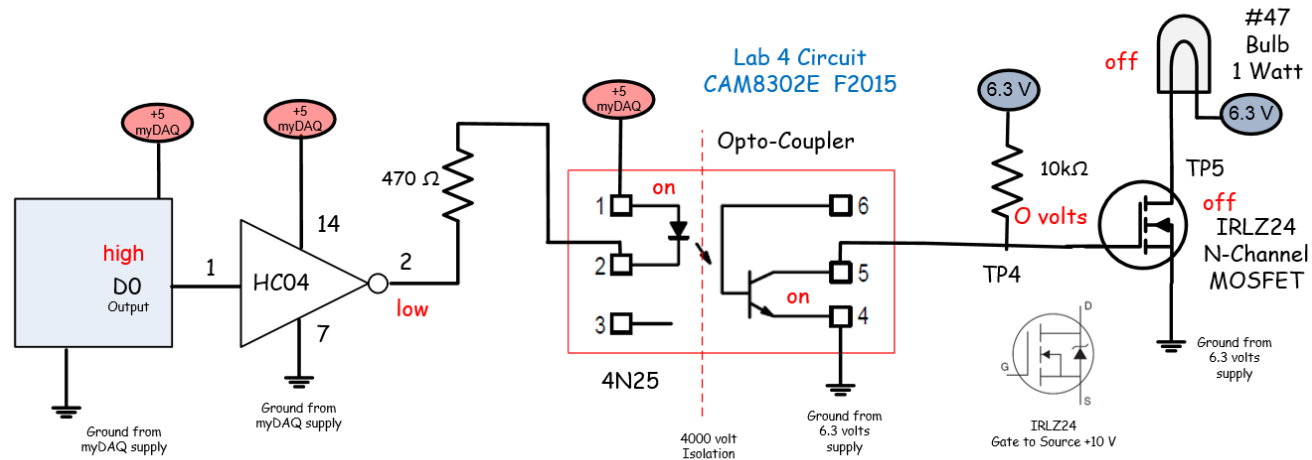 #47
Bulb
1 Watt
off
6.3 V
Lab 4 Circuit
CAM8302E F2015
6.3 V
+5
myDAQ
+5
myDAQ
+5
myDAQ
Opto-Coupler
470 Ω
10kΩ
TP5
on
1
6
off
14
O volts
IRLZ24
N-Channel
MOSFET
high
DO
Output
1
HC04
2
low
2
5
TP4
on
3
4
7
4N25
D
G
S
Ground from
6.3 volts
supply
Ground from
myDAQ supply
Ground from
myDAQ supply
Ground from
6.3 volts
supply
4000 volt
Isolation
IRLZ24
Gate to Source +10 V